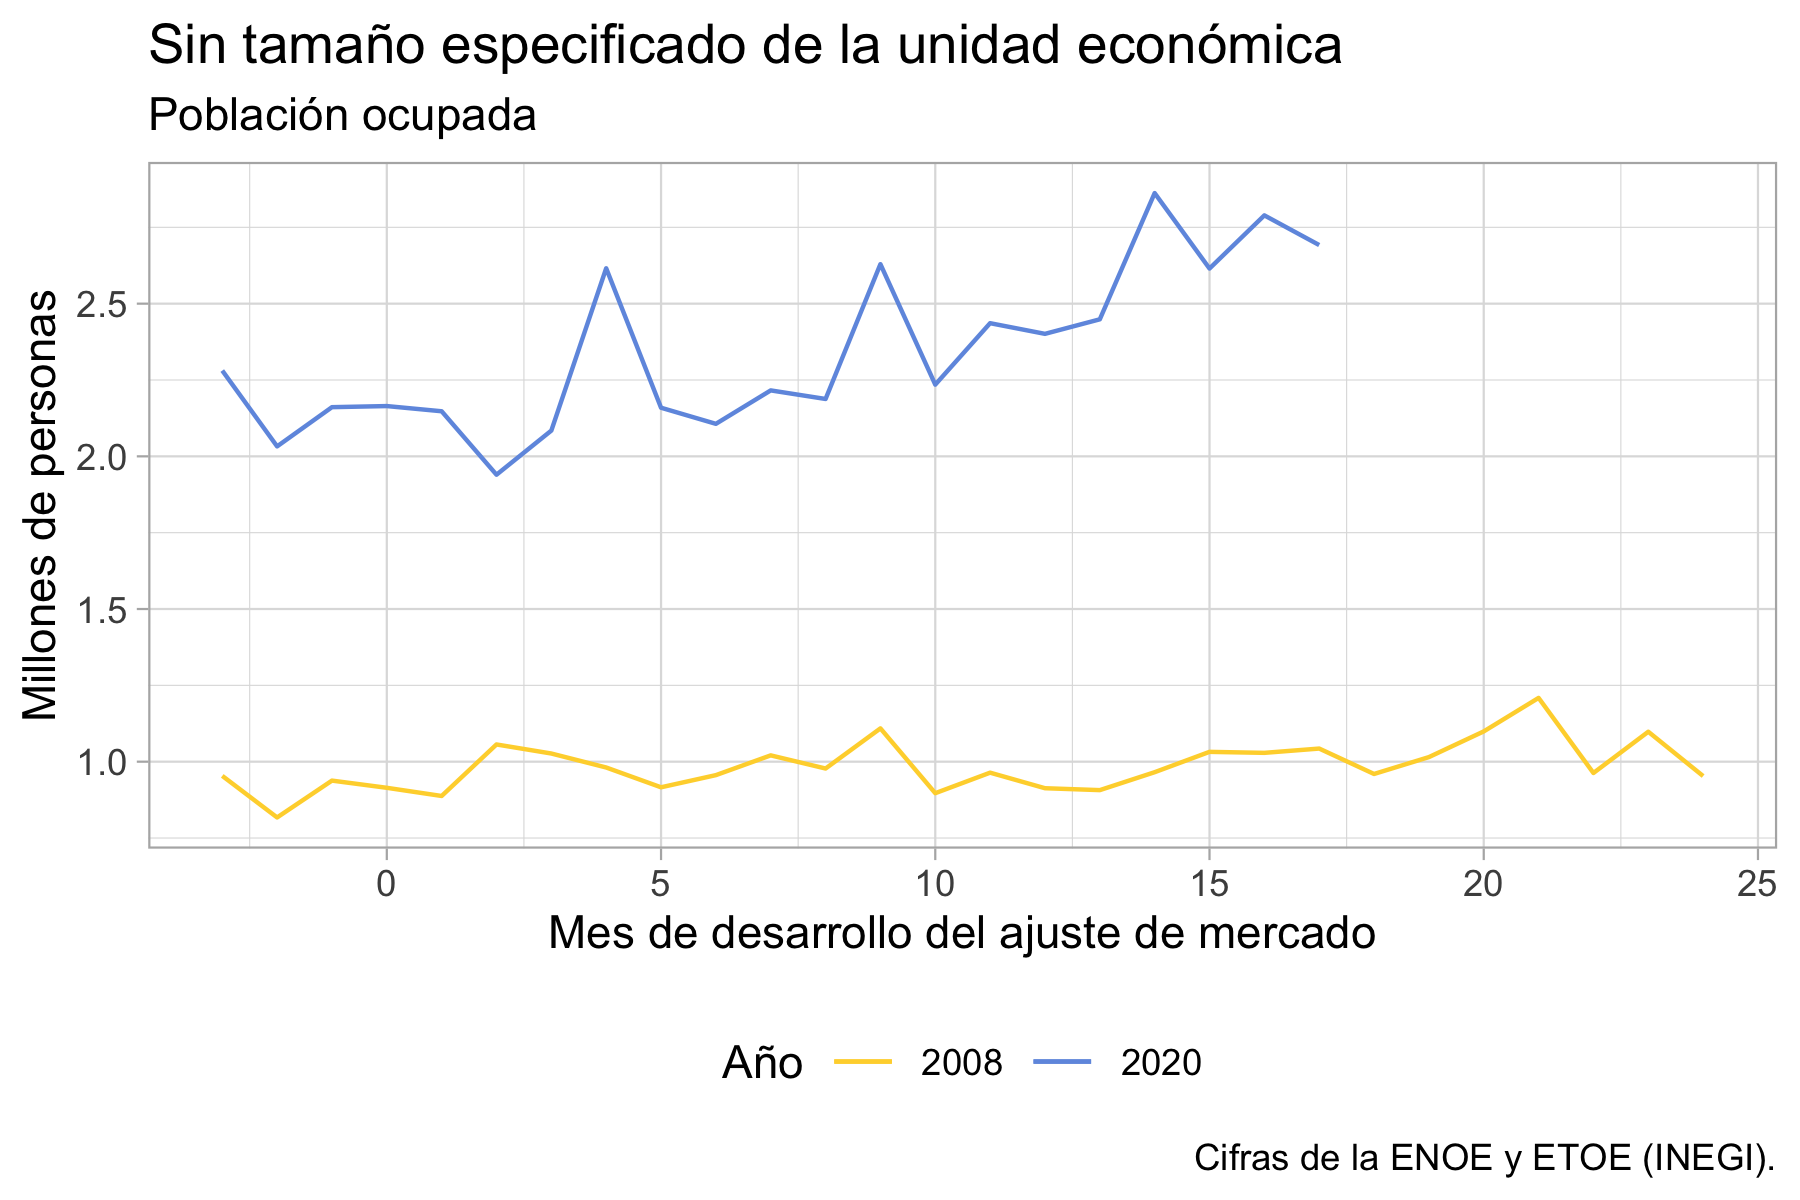 Sin tamaño especificado de la unidad económica
Población ocupada
Millones de personas
2.5
2.0
1.5
1.0
0 5 10 15 20 25
Mes de desarrollo del ajuste de mercado
Año 2008 2020
Cifras de la ENOE y ETOE (INEGI).